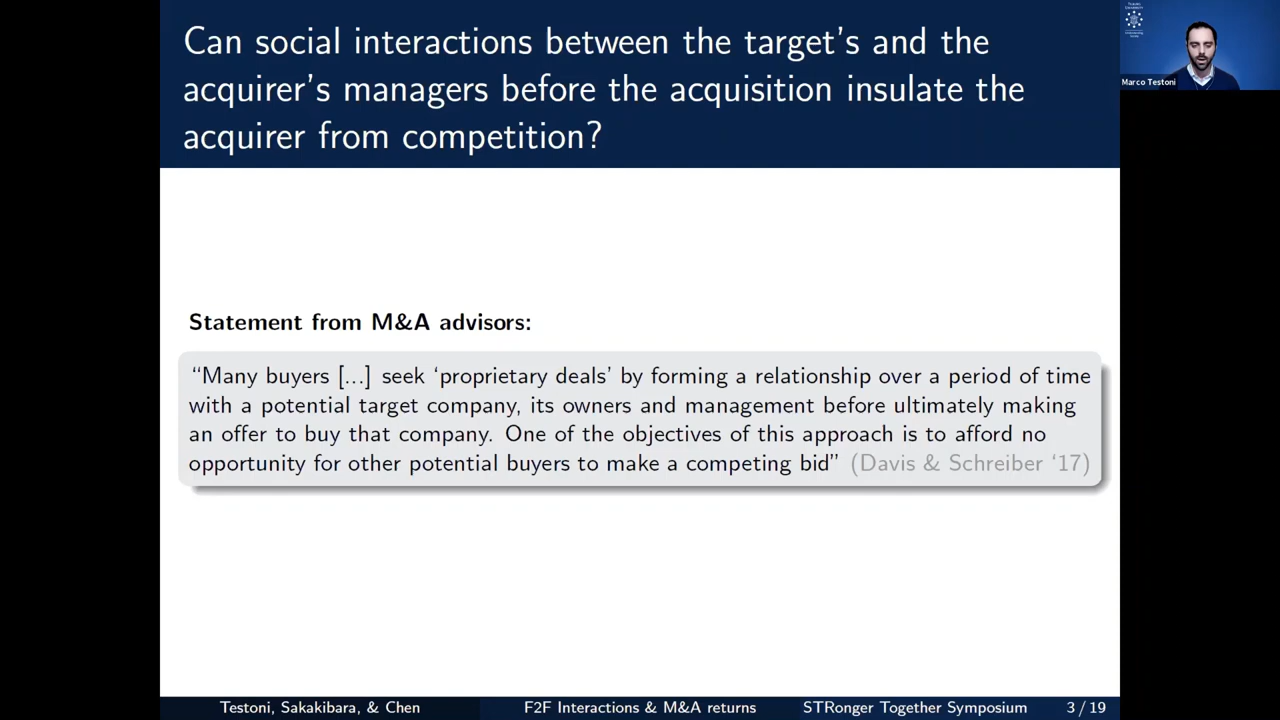 Can social interactions between the target's and the
acquirer's managers before the acquisition insulate the
acquirer from competition?
Marco Testoni
Statement from M&A advisors:
“Many buyers [...] seek ‘proprietary deals’ by forming a relationship over a period of time
with a potential target company, its owners and management before ultimately making
an offer to buy that company. One of the objectives of this approach is to afford no
opportunity for other potential buyers to make a competing bid” (Davis & Schreiber ‘17)
Testoni, Sakakibara, & Chen
F2F Interactions & M&A returns
STRonger Together Symposium
3 / 19